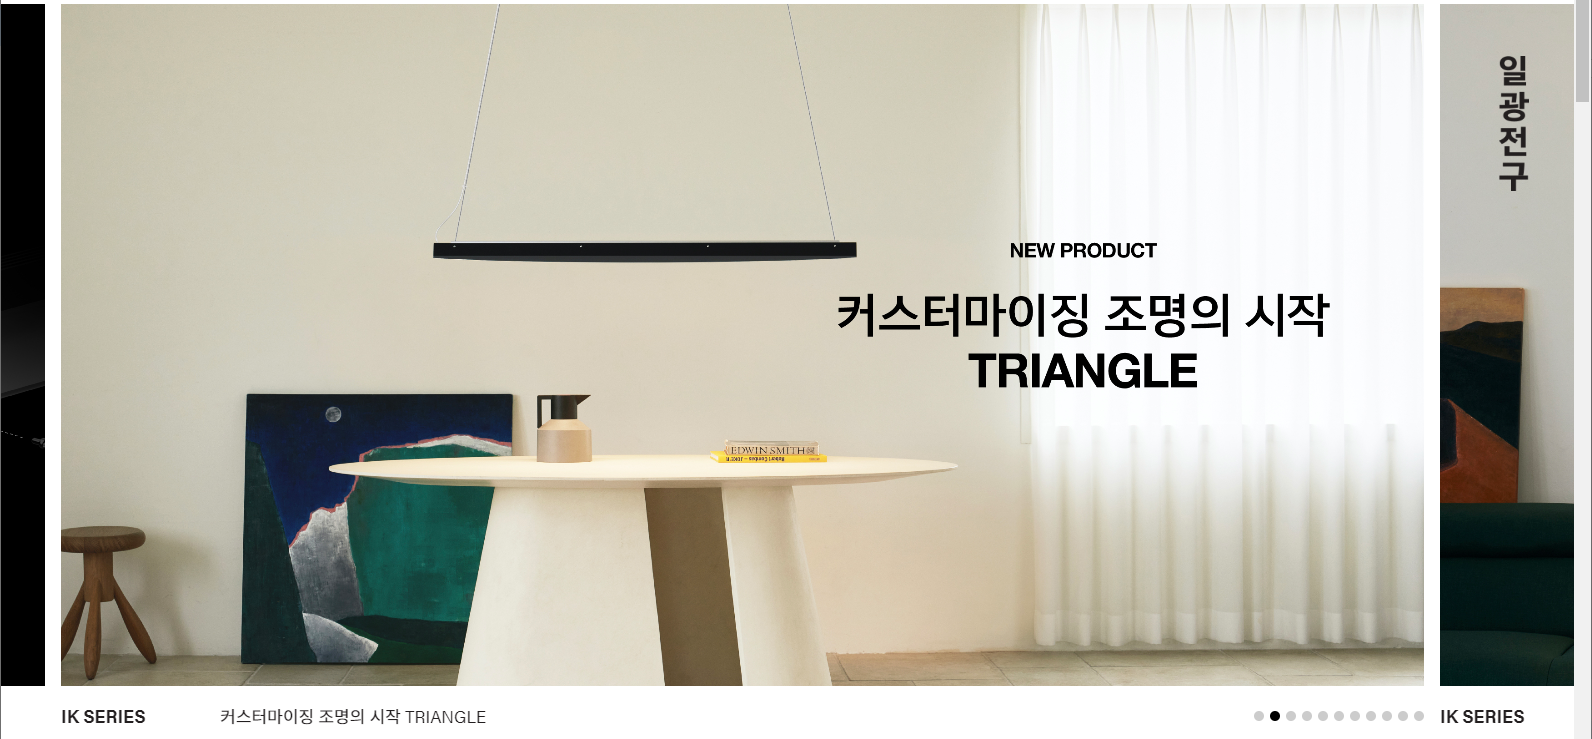 NEW PRODUCT
커스터마이징 조명의 시작
TRIANGLE
EDWIN SMITH
일광전구
IK SERIES
커스터마이징 조명의 시작 TRIANGLE
IK SERIES